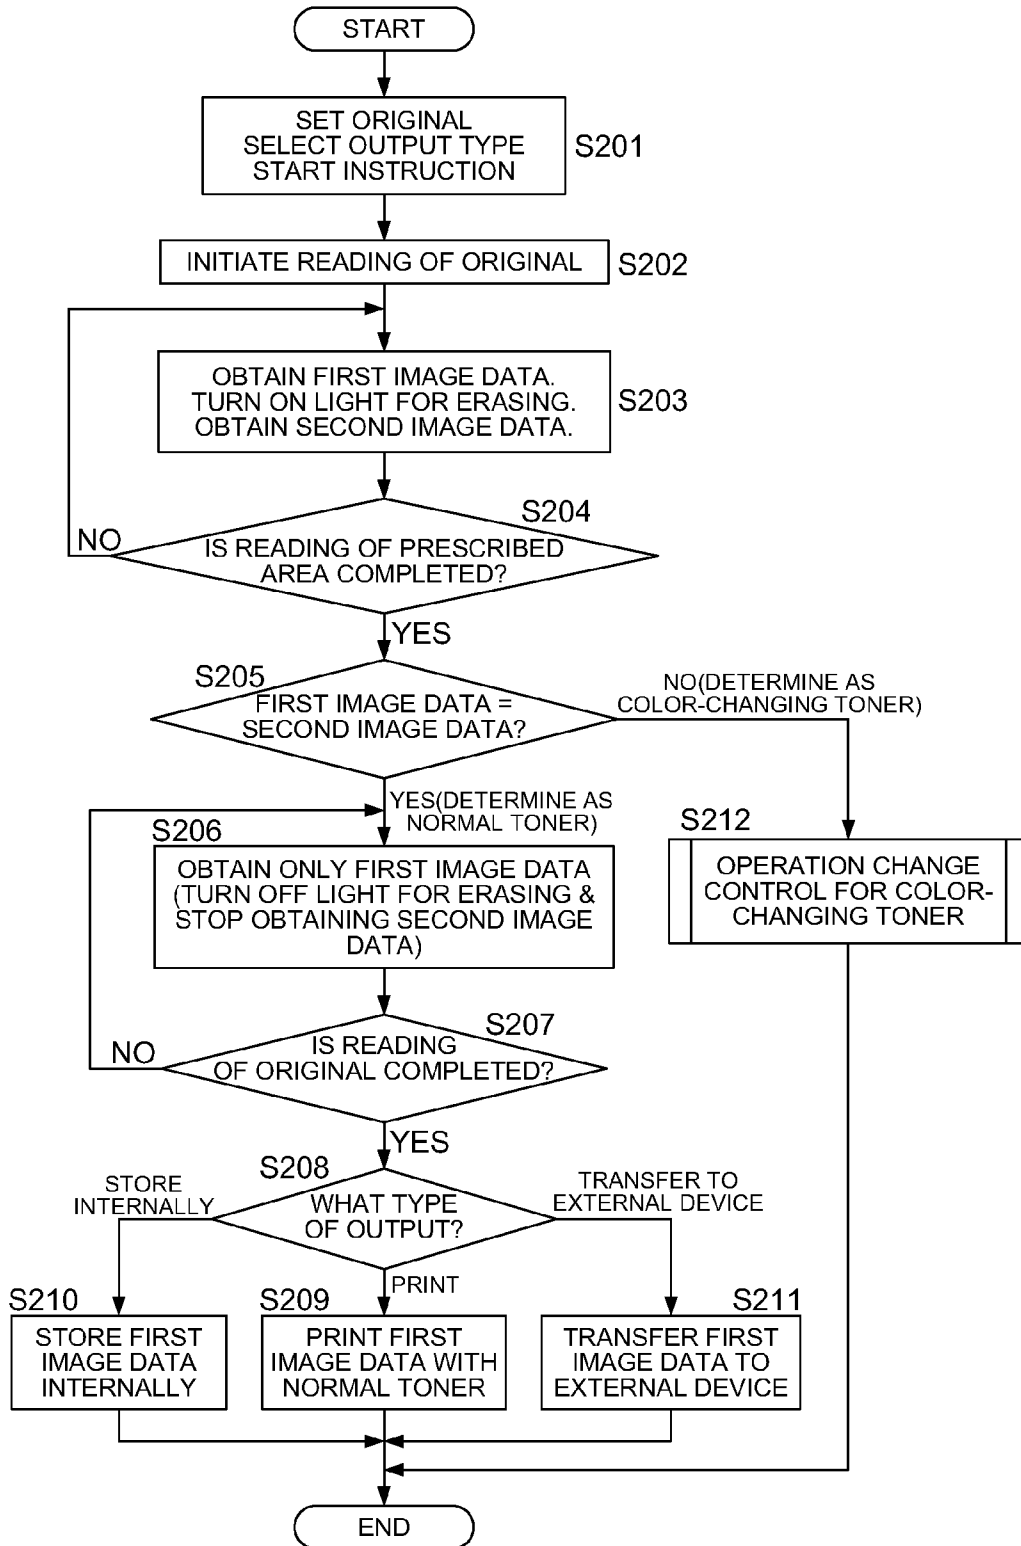 START
SET ORIGINAL
SELECT OUTPUT TYPE
START INSTRUCTION
S201
INITIATE READING OF ORIGINAL
S202
OBTAIN FIRST IMAGE DATA.
TURN ON LIGHT FOR ERASING.
OBTAIN SECOND IMAGE DATA.
S203
S204
NO
IS READING OF PRESCRIBED
AREA COMPLETED?
YES
S205
FIRST IMAGE DATA =
SECOND IMAGE DATA?
NO(DETERMINE AS
COLOR-CHANGING TONER)
YES(DETERMINE AS
NORMAL TONER)
S206
OBTAIN ONLY FIRST IMAGE DATA
(TURN OFF LIGHT FOR ERASING &
STOP OBTAINING SECOND IMAGE
DATA)
S212
OPERATION CHANGE
CONTROL FOR COLOR-
CHANGING TONER
S207
NO
IS READING
OF ORIGINAL COMPLETED?
YES
S208
STORE
INTERNALLY
WHAT TYPE
OF OUTPUT?
TRANSFER TO
EXTERNAL DEVICE
PRINT
S210
STORE FIRST
IMAGE DATA
INTERNALLY
S209
PRINT FIRST
IMAGE DATA WITH
NORMAL TONER
S211
TRANSFER FIRST
IMAGE DATA TO
EXTERNAL DEVICE
END